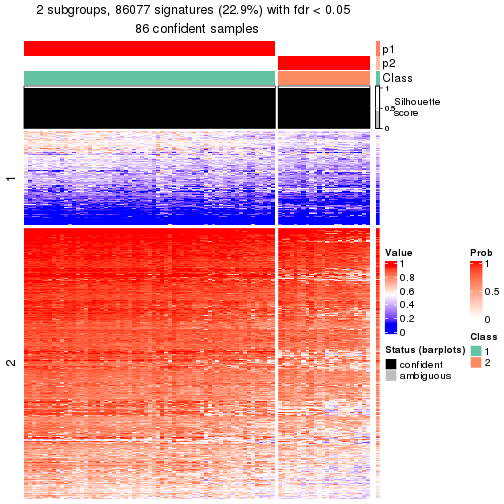 2 subgroups, 86077 signatures (22.9%) with fdr < 0.05
86 confident samples
p1
p2
Class
1
0.5
0
Silhouette
score
1
2
Value
1
0.8
0.6
0.4
0.2
0
Prob
1
0.5
0
Status (barplots)
confident
ambiguous
Class
1
2